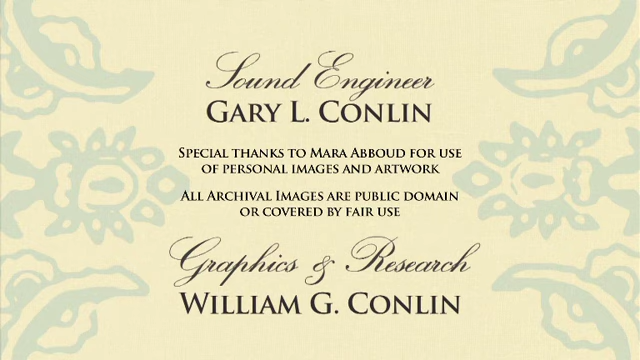 Sound Engineer
GARY L. CONLIN
SPECIAL THANKS TO MARA ABBOUD FOR USE
OF PERSONAL IMAGES AND ARTWORK
ALL ARCHIVAL IMAGES ARE PUBLIC DOMAIN
OR COVERED BY FAIR USE
Graphics & Research
WILLIAM G. CONLIN